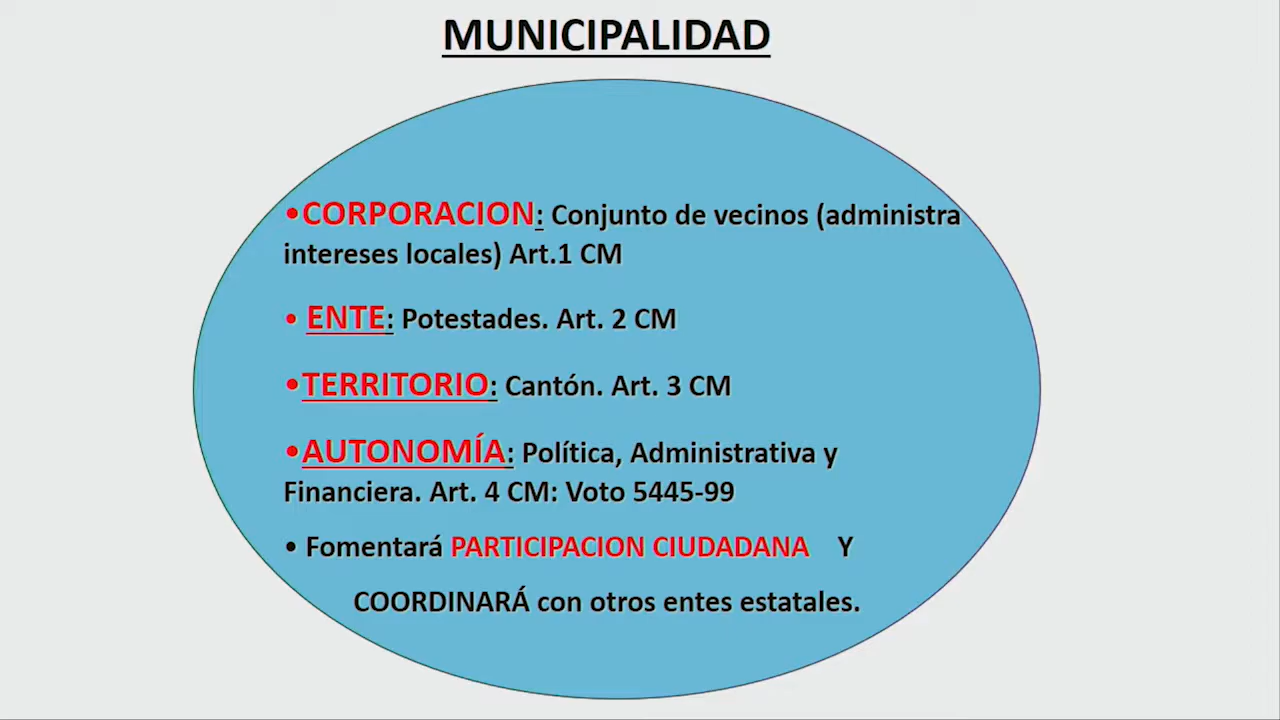 MUNICIPALIDAD
•CORPORACION: Conjunto de vecinos (administra
intereses locales) Art.1 CM
• ENTE: Potestades. Art. 2 CM
•TERRITORIO: Cantón. Art. 3 CM
•AUTONOMÍA: Política, Administrativa y
Financiera. Art. 4 CM: Voto 5445-99
• Fomentará PARTICIPACION CIUDADANA Y
COORDINARÁ con otros entes estatales.